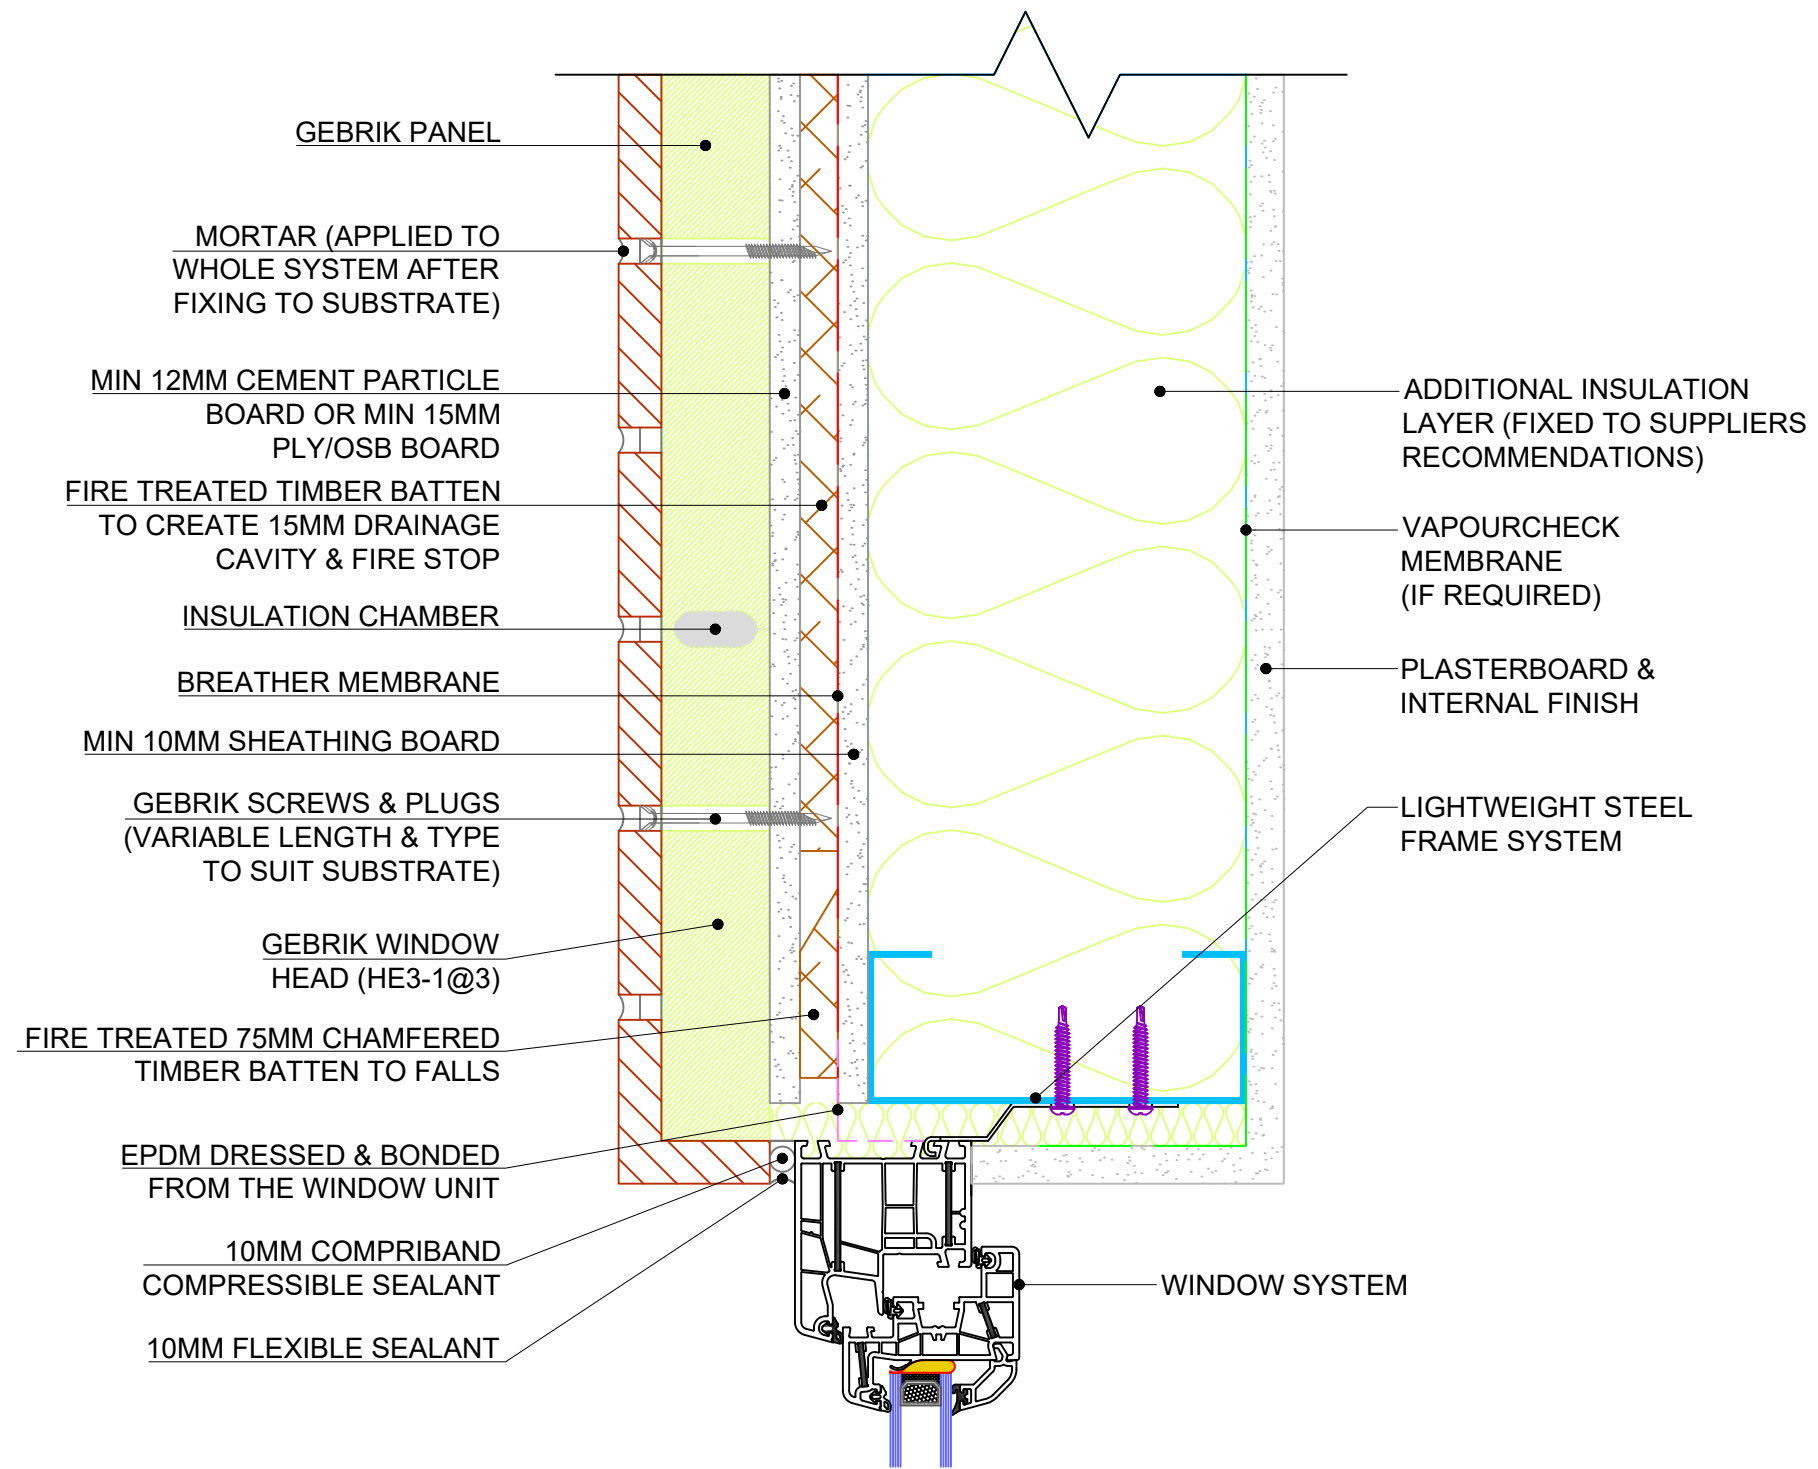 GEBRIK PANEL
MORTAR (APPLIED TO
WHOLE SYSTEM AFTER
FIXING TO SUBSTRATE)
MIN 12MM CEMENT PARTICLE
BOARD OR MIN 15MM
PLY/OSB BOARD
FIRE TREATED TIMBER BATTEN
TO CREATE 15MM DRAINAGE
CAVITY & FIRE STOP
INSULATION CHAMBER
BREATHER MEMBRANE
MIN 10MM SHEATHING BOARD
GEBRIK SCREWS & PLUGS
(VARIABLE LENGTH & TYPE
TO SUIT SUBSTRATE)
GEBRIK WINDOW
HEAD (HE3-1@3)
FIRE TREATED 75MM CHAMFERED
TIMBER BATTEN TO FALLS
EPDM DRESSED & BONDED
FROM THE WINDOW UNIT
10MM COMPRIBAND
COMPRESSIBLE SEALANT
10MM FLEXIBLE SEALANT
ADDITIONAL INSULATION
LAYER (FIXED TO SUPPLIERS
RECOMMENDATIONS)
VAPOURCHECK
MEMBRANE
(IF REQUIRED)
PLASTERBOARD &
INTERNAL FINISH
LIGHTWEIGHT STEEL
FRAME SYSTEM
WINDOW SYSTEM